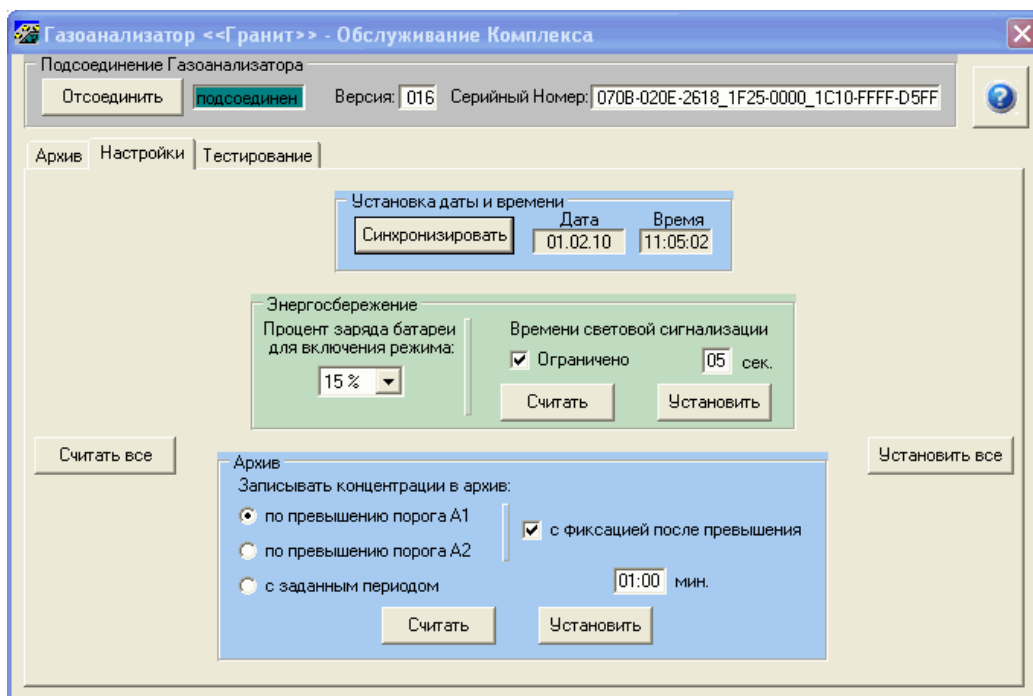 Газоанализатор <<Гранит>> - Обслуживание Комплекса
Подсоединение Газоанализатора
Отсоединить подсоединен Версия: 016 Серийный Номер: 070B-020E-2618_1F25-0000_1C10-FFFF-D5FF
Архив Настройки Тестирование
Установка даты и времени
Синхронизировать
Дата Время
01.02.10 11:05:02
Энергосбережение
Процент заряда батареи
для включения режима:
15 %
Времени световой сигнализации
Ограничено 05 сек.
Считать Установить
Считать все
Установить все
Архив
Записывать концентрации в архив:
по превышению порога А1
по превышению порога А2
с заданным периодом
с фиксацией после превышения
01:00 мин.
Считать Установить